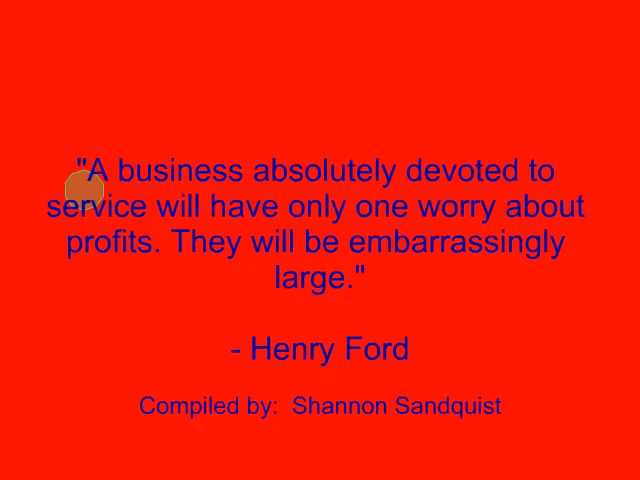 "A business absolutely devoted to
service will have only one worry about
profits. They will be embarrassingly
large."
- Henry Ford
Compiled by:  Shannon Sandquist